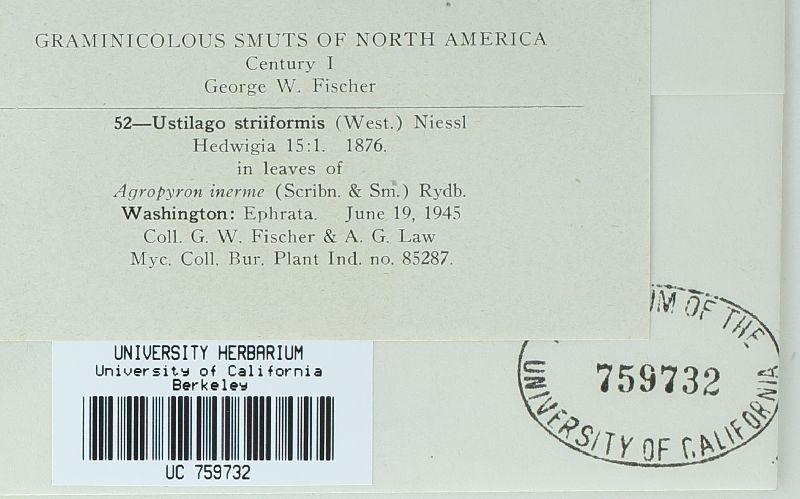 GRAMINICOLOUS SMUTS OF NORTH AMERICA
Century I
George W. Fischer
52—Ustilago striiformis (West.) Niessl
Hedwigia 15:1. 1876.
in leaves of
Agropyron inerme (Scribn. & Sm.) Rydb.
Washington: Ephrata. June 19, 1945
Coll. G. W. Fischer & A. G. Law
Myc. Coll. Bur. Plant Ind. no. 85287.
UNIVERSITY HERBARIUM
University of California
Berkeley
UC 759732
OF THE
759732
UNIVERSITY OF CALIFORNIA